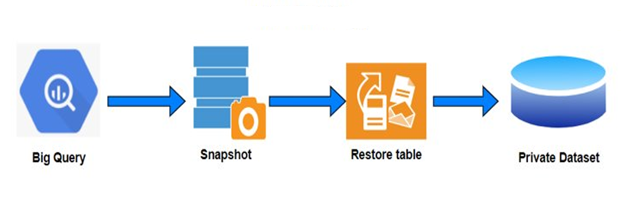 Big Query
Snapshot
Restore table
Private Dataset